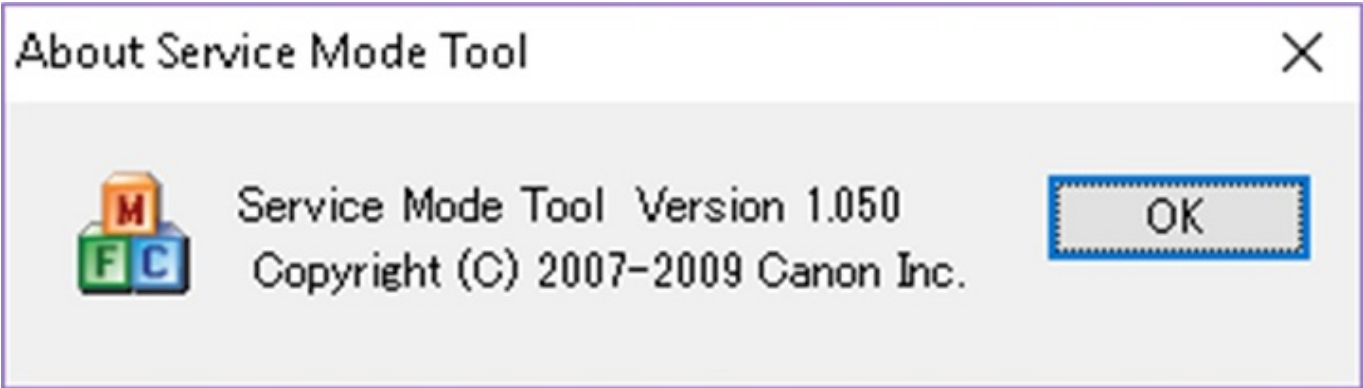 About Service Mode Tool
M
F C
Service Mode Tool Version 1.050
Copyright (C) 2007-2009 Canon Inc.
OK